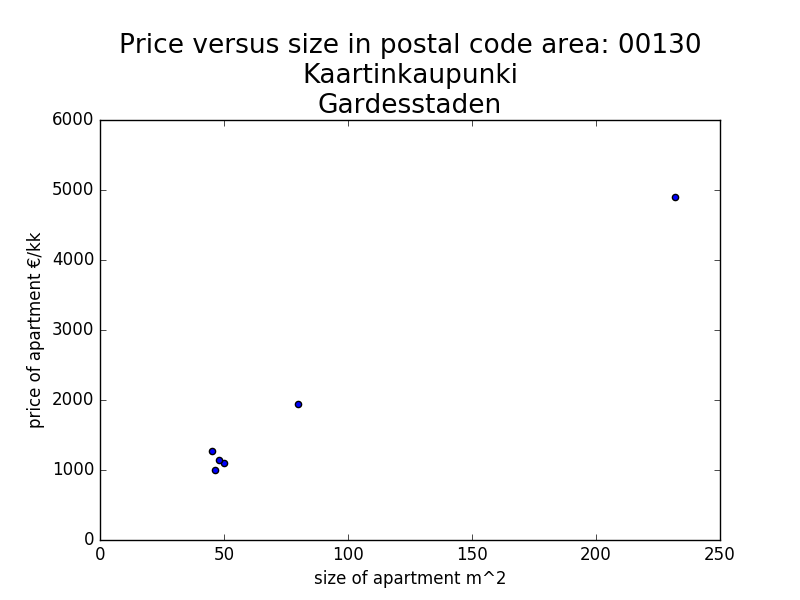 Price versus size in postal code area: 00130
Kaartinkaupunki
Gardesstaden
6000
5000
4000
3000
2000
1000
0
price of apartment €/kk
0 50 100 150 200 250
size of apartment m^2